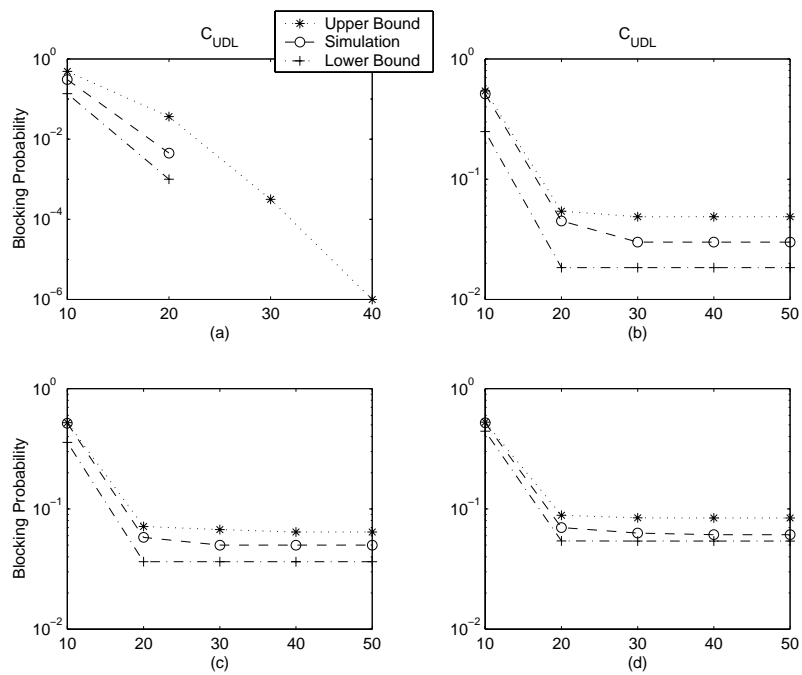 C_UDL
Upper Bound
Simulation
Lower Bound
C_UDL
Blocking Probability
10^0
10^-2
10^-4
10^-6
10 20 30 40
(a)
10^0
10^-1
10^-2
10 20 30 40 50
(b)
Blocking Probability
10^0
10^-1
10^-2
10 20 30 40 50
(c)
10^0
10^-1
10^-2
10 20 30 40 50
(d)